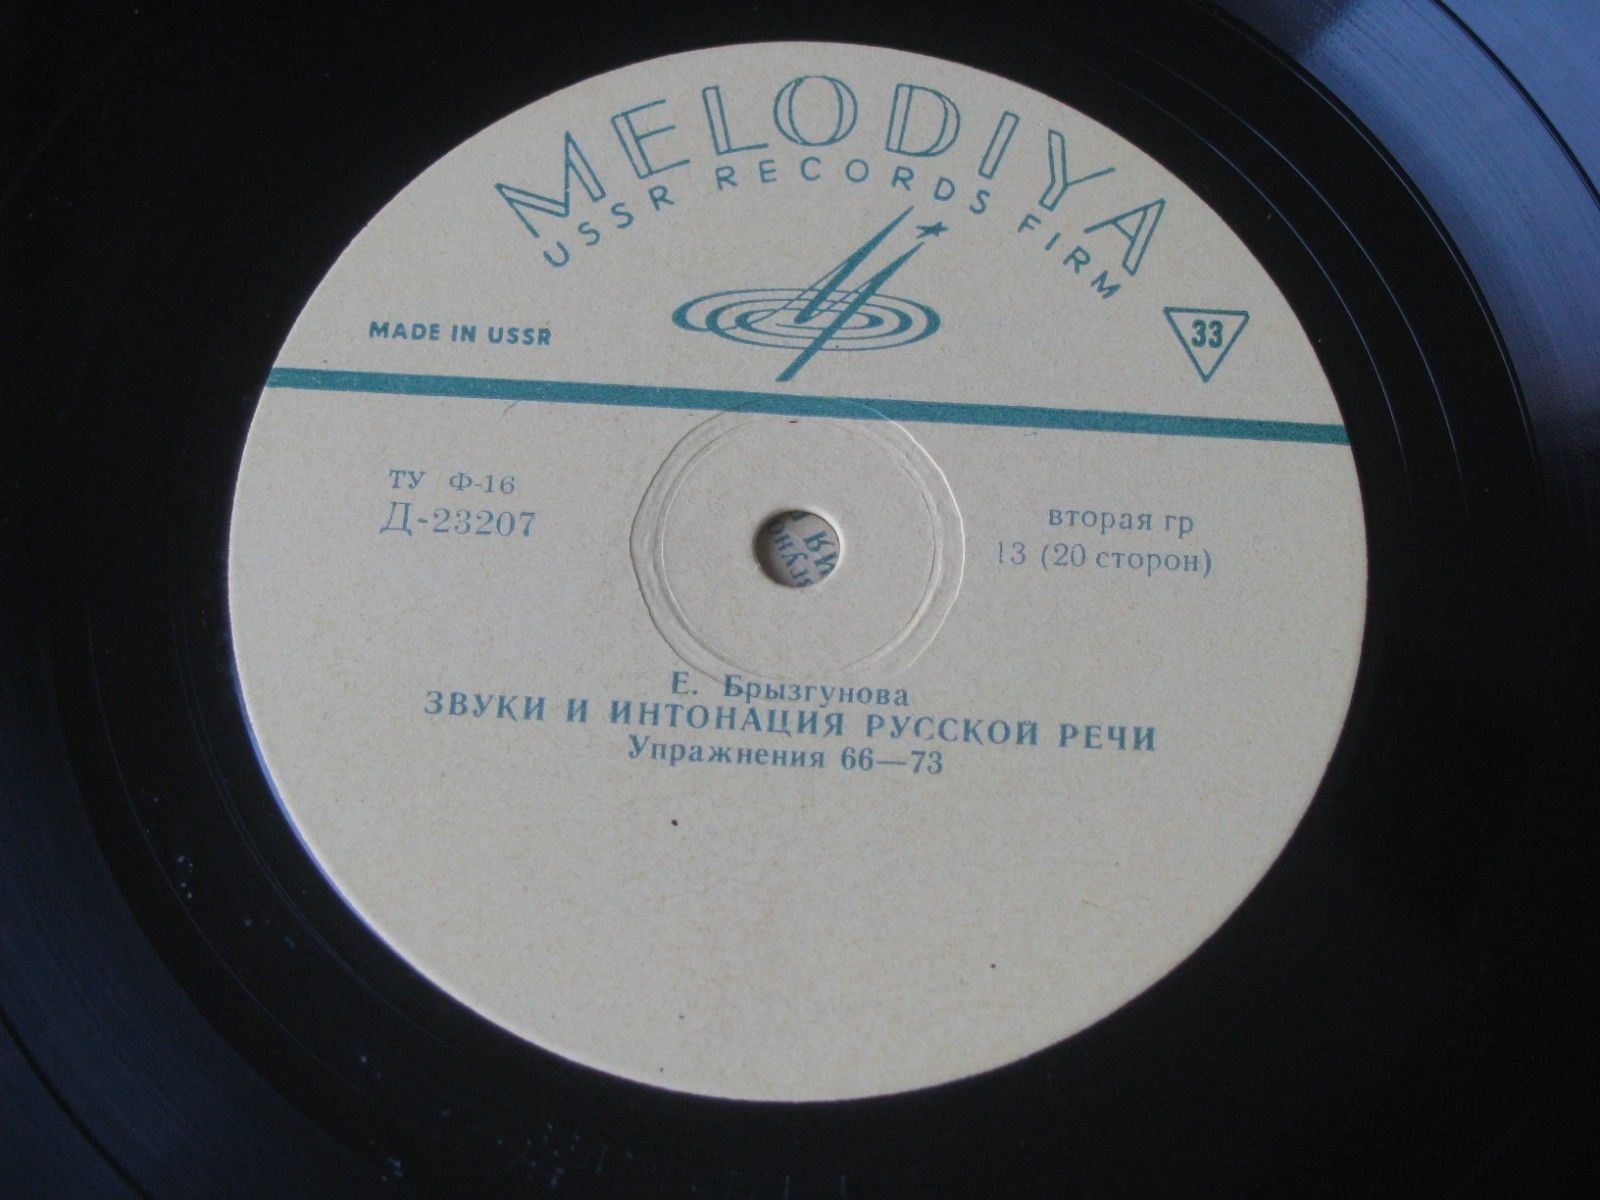 MELODIYA
USSR RECORDS FIRM
MADE IN USSR
33
ТУ Ф-16
Д-23207
вторая гр
13 (20 сторон)
Е. Брызгунова
ЗВУКИ И ИНТОНАЦИЯ РУССКОЙ РЕЧИ
Упражнения 66—73